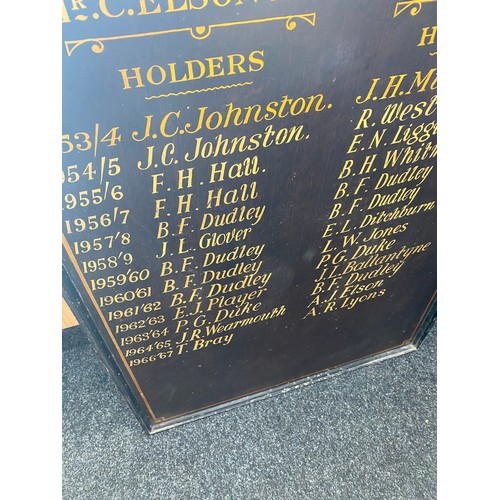 R. C. ELSON
HOLDERS
53/4 J.C. Johnston.
954/5 J.C. Johnston.
1955/6 F. H. Hall.
1956/7 F. H. Hall
1957/8 B. F. Dudley
1958/9 J. L. Glover
1959/60 B. F. Dudley
1960/61 B. F. Dudley
1961/62 B. F. Dudley
1962/63 E. J. Player
1963/64 P. G. Duke
1964/65 J.R. Wearmouth
1966/67 T. Bray
H
J.H. M
R. West
E. N. Ligg
B. H. Whit
B. F. Dudley
B. F. Dudley
E. L. Ditchburn
L. W. Jones
P. G. Duke
J. L. Ballantyne
B. F. Dudley
A. J. Elson
A. R. Lyons